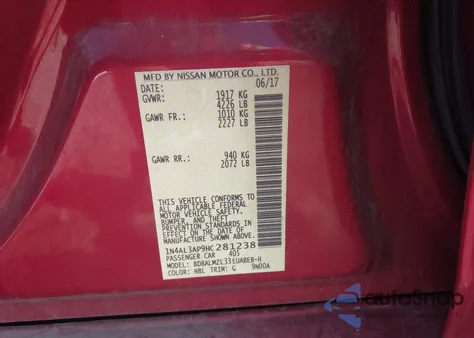 MFD BY NISSAN MOTOR CO., LTD.
DATE: 06/17
GVWR: 1917 KG
4226 LB
GAWR FR.: 1010 KG
2227 LB
GAWR RR.: 940 KG
2072 LB
THIS VEHICLE CONFORMS TO
ALL APPLICABLE FEDERAL
MOTOR VEHICLE SAFETY,
BUMPER, AND THEFT
PREVENTION STANDARDS
IN EFFECT ON THE DATE OF
MANUFACTURE SHOWN ABOVE.
1N4AL3AP9HC281238
PASSENGER CAR 405
MODEL: BDBALMZL33EUABEB-H
COLOR: NBL TRIM: G 9N00A
AutoSnap